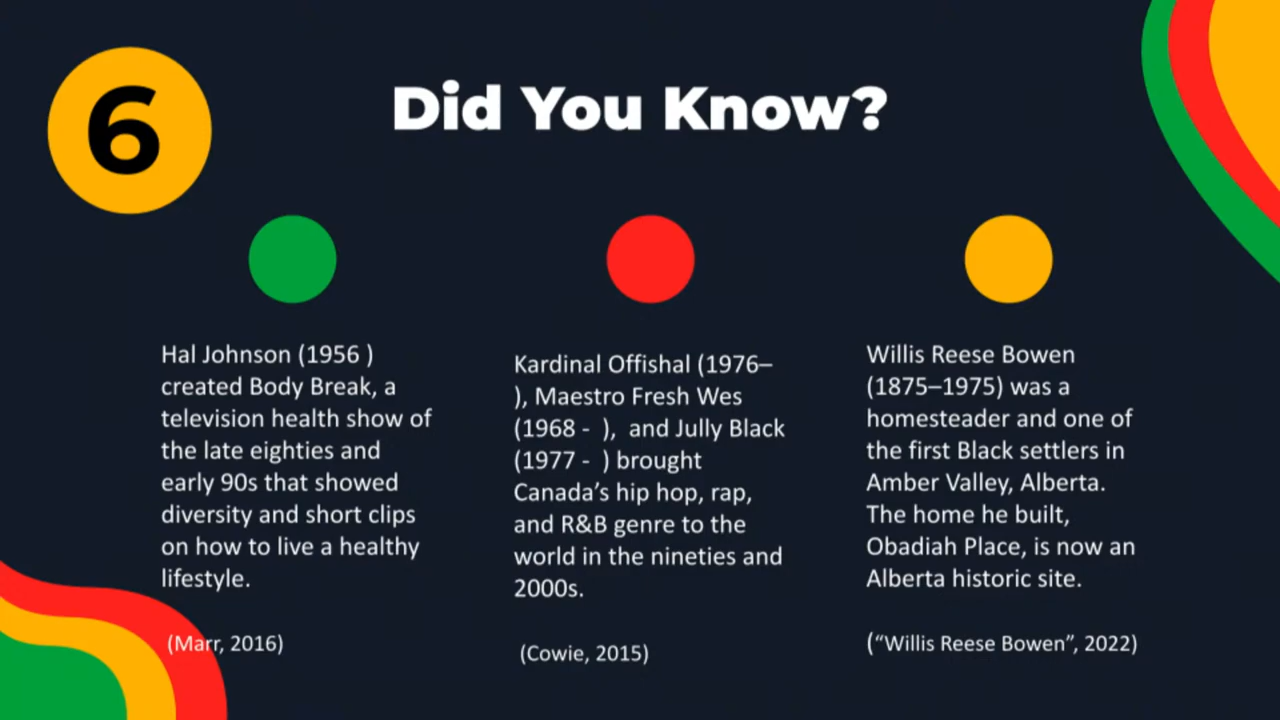 6
Did You Know?
Hal Johnson (1956 )
created Body Break, a
television health show of
the late eighties and
early 90s that showed
diversity and short clips
on how to live a healthy
lifestyle.
(Marr, 2016)
Kardinal Offishal (1976–
), Maestro Fresh Wes
(1968 -  ),  and Jully Black
(1977 -  ) brought
Canada’s hip hop, rap,
and R&B genre to the
world in the nineties and
2000s.
(Cowie, 2015)
Willis Reese Bowen
(1875–1975) was a
homesteader and one of
the first Black settlers in
Amber Valley, Alberta.
The home he built,
Obadiah Place, is now an
Alberta historic site.
(“Willis Reese Bowen”, 2022)